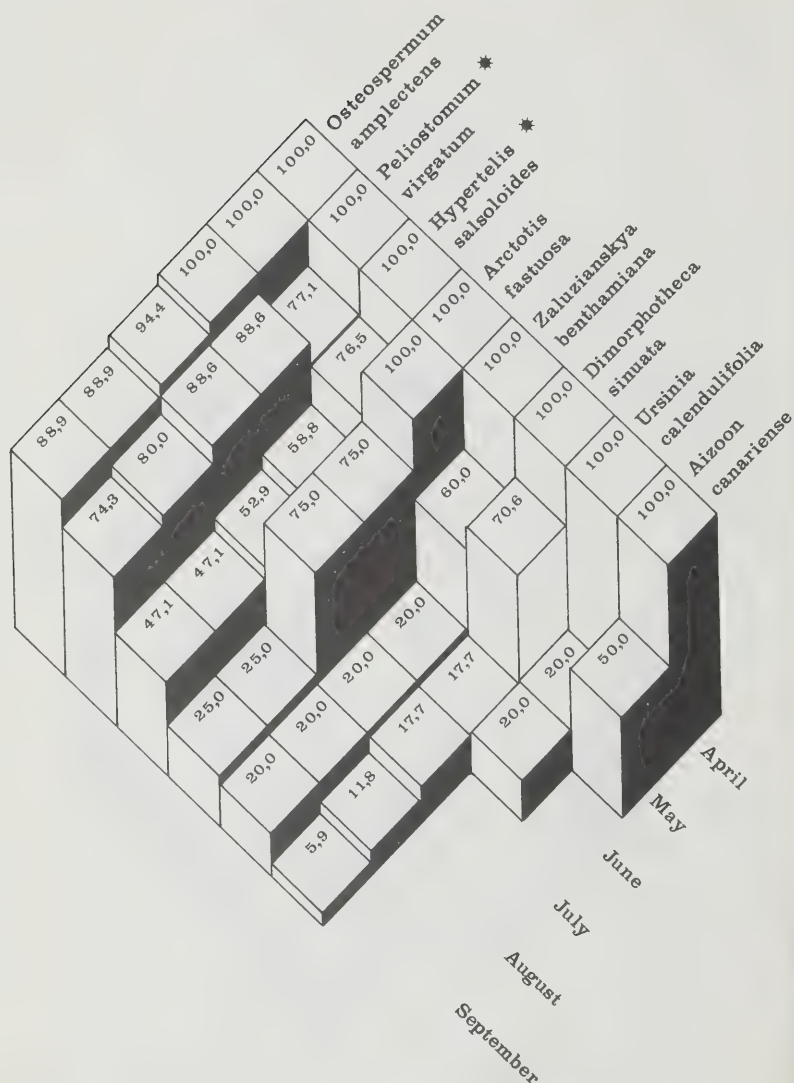 Osteospermum
amplectens
Peliostomum *
virgatum
Hypertelis *
salsoloides
Arctotis
fastuosa
Zaluzianskya
benthamiana
Dimorphotheca
sinuata
Ursinia
calendulifolia
Aizoon
canariense
88,9 88,9 94,4 100,0 100,0 100,0
74,3 80,0 88,6 88,6 77,1 100,0
47,1 47,1 52,9 58,8 76,5 100,0
25,0 25,0 75,0 75,0 100,0 100,0
20,0 20,0 20,0 20,0 60,0 100,0
5,9 11,8 17,7 17,7 70,6 100,0
20,0 20,0 100,0
50,0 100,0
April
May
June
July
August
September